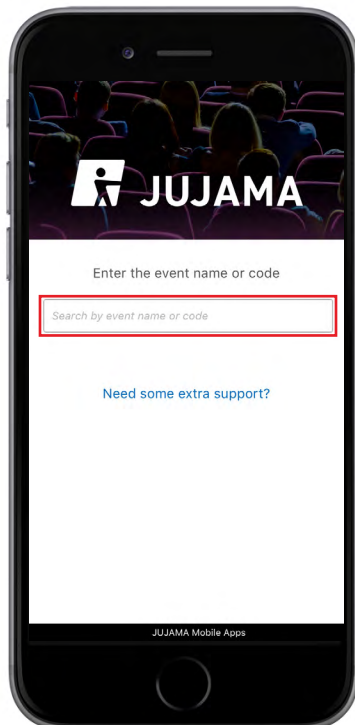 JUJAMA
Enter the event name or code
Search by event name or code
Need some extra support?
JUJAMA Mobile Apps